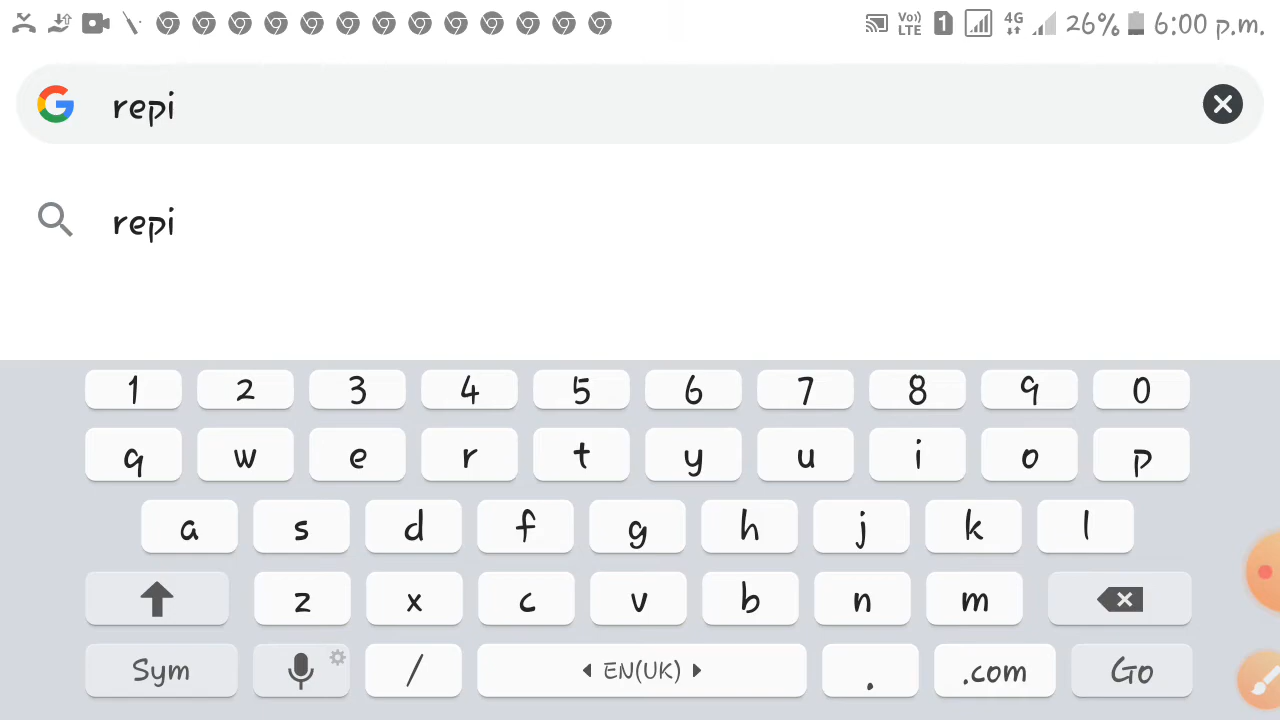 Vo) LTE 1 4G 26% 6:00 p.m.
repi
repi
1 2 3 4 5 6 7 8 9 0
q w e r t y u i o p
a s d f g h j k l
z x c v b n m
Sym / EN(UK) . .com Go